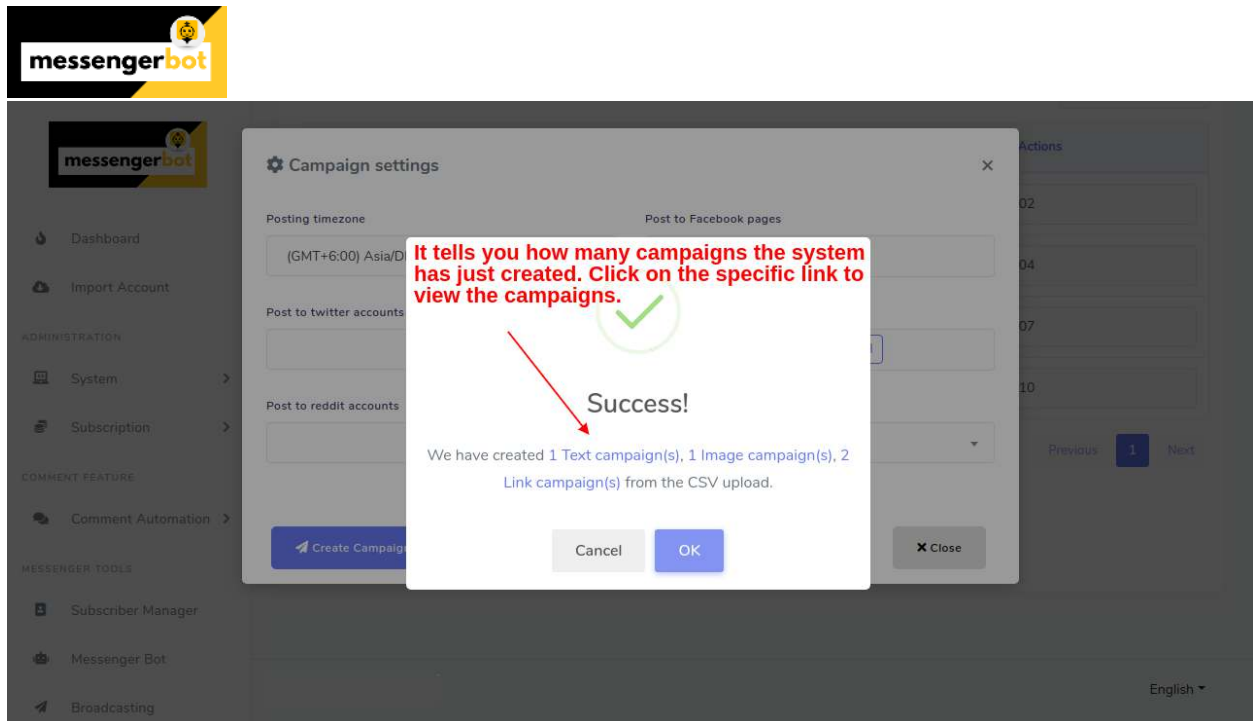 messengerbot
messengerbot
Dashboard
Import Account
ADMINISTRATION
System
Subscription
COMMENT FEATURE
Comment Automation
MESSENGER TOOLS
Subscriber Manager
Messenger Bot
Broadcasting
Campaign settings
Posting timezone
Post to Facebook pages
(GMT+6:00) Asia/
Post to twitter accounts
Post to reddit accounts
It tells you how many campaigns the system
has just created. Click on the specific link to
view the campaigns.
Success!
We have created 1 Text campaign(s), 1 Image campaign(s), 2
Link campaign(s) from the CSV upload.
Cancel
OK
Create
Close
Actions
02
04
07
10
Previous
1
Next
English